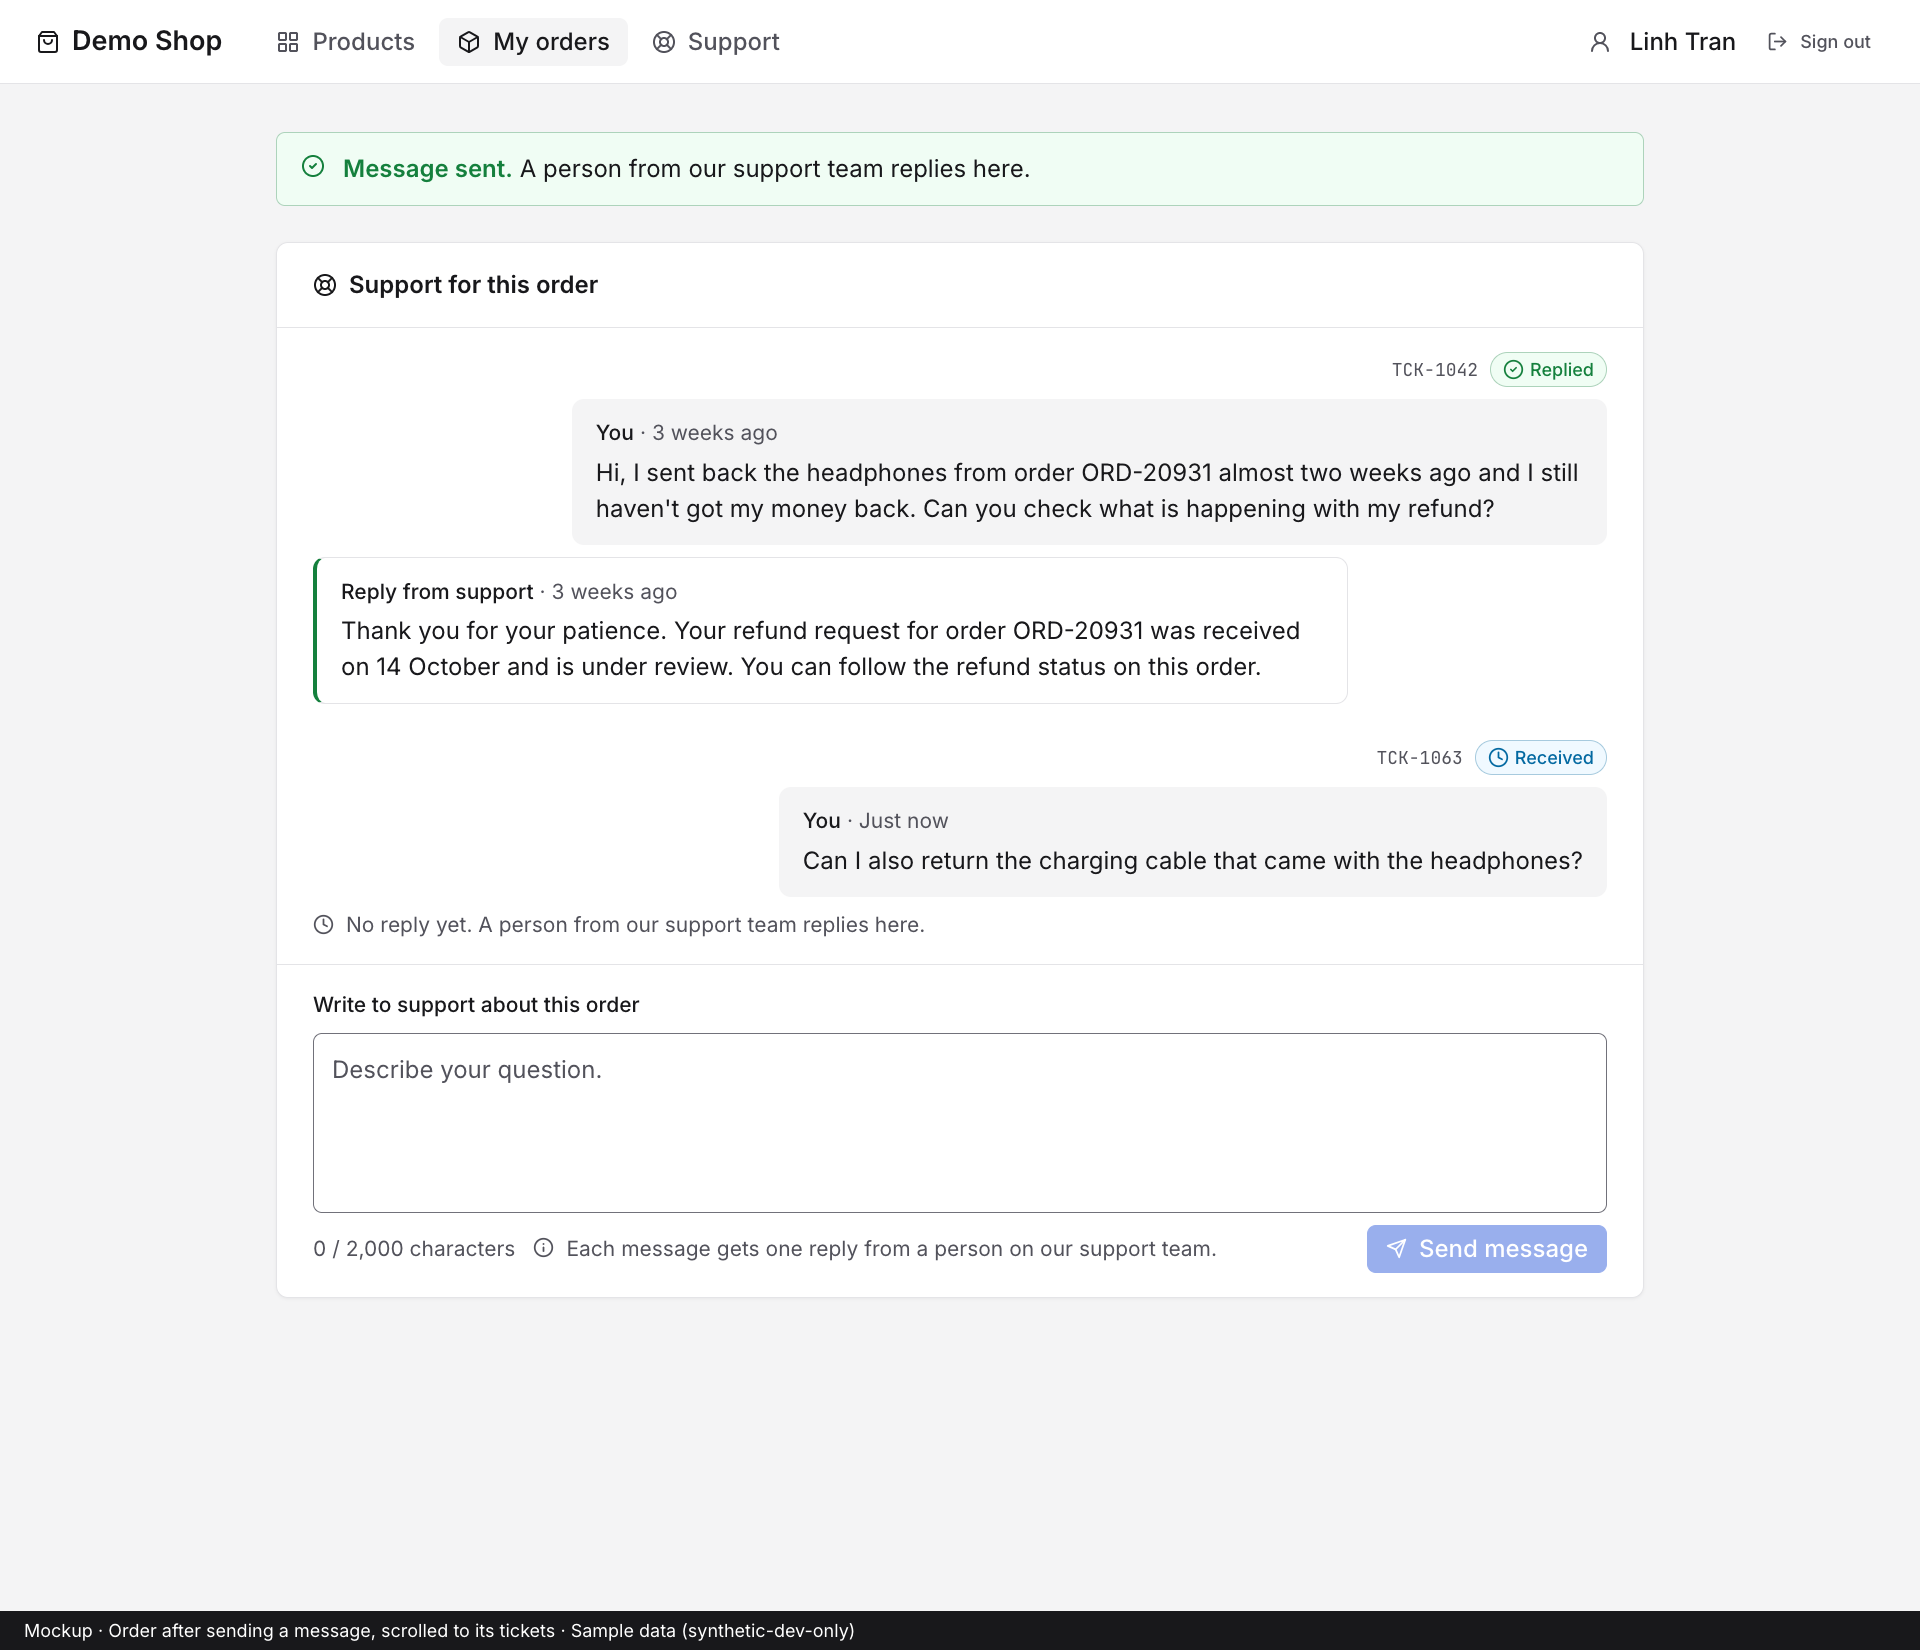 Demo Shop
Products
My orders
Support
Linh Tran
Sign out
Message sent. A person from our support team replies here.
Support for this order
TCK-1042
Replied
You · 3 weeks ago
Hi, I sent back the headphones from order ORD-20931 almost two weeks ago and I still
haven't got my money back. Can you check what is happening with my refund?
Reply from support · 3 weeks ago
Thank you for your patience. Your refund request for order ORD-20931 was received
on 14 October and is under review. You can follow the refund status on this order.
TCK-1063
Received
You · Just now
Can I also return the charging cable that came with the headphones?
No reply yet. A person from our support team replies here.
Write to support about this order
Describe your question.
0 / 2,000 characters
Each message gets one reply from a person on our support team.
Send message
Mockup · Order after sending a message, scrolled to its tickets · Sample data (synthetic-dev-only)